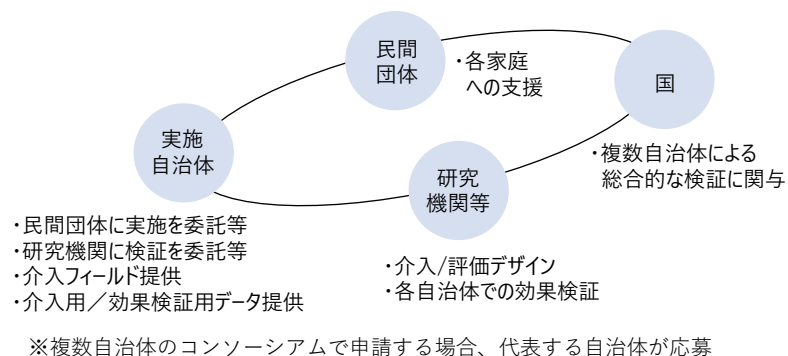 民間
団体
・各家庭
への支援
国
実施
自治体
・複数自治体による
総合的な検証に関与
研究
機関等
・民間団体に実施を委託等
・研究機関に検証を委託等
・介入フィールド提供
・介入用／効果検証用データ提供
・介入/評価デザイン
・各自治体での効果検証
※複数自治体のコンソーシアムで申請する場合、代表する自治体が応募